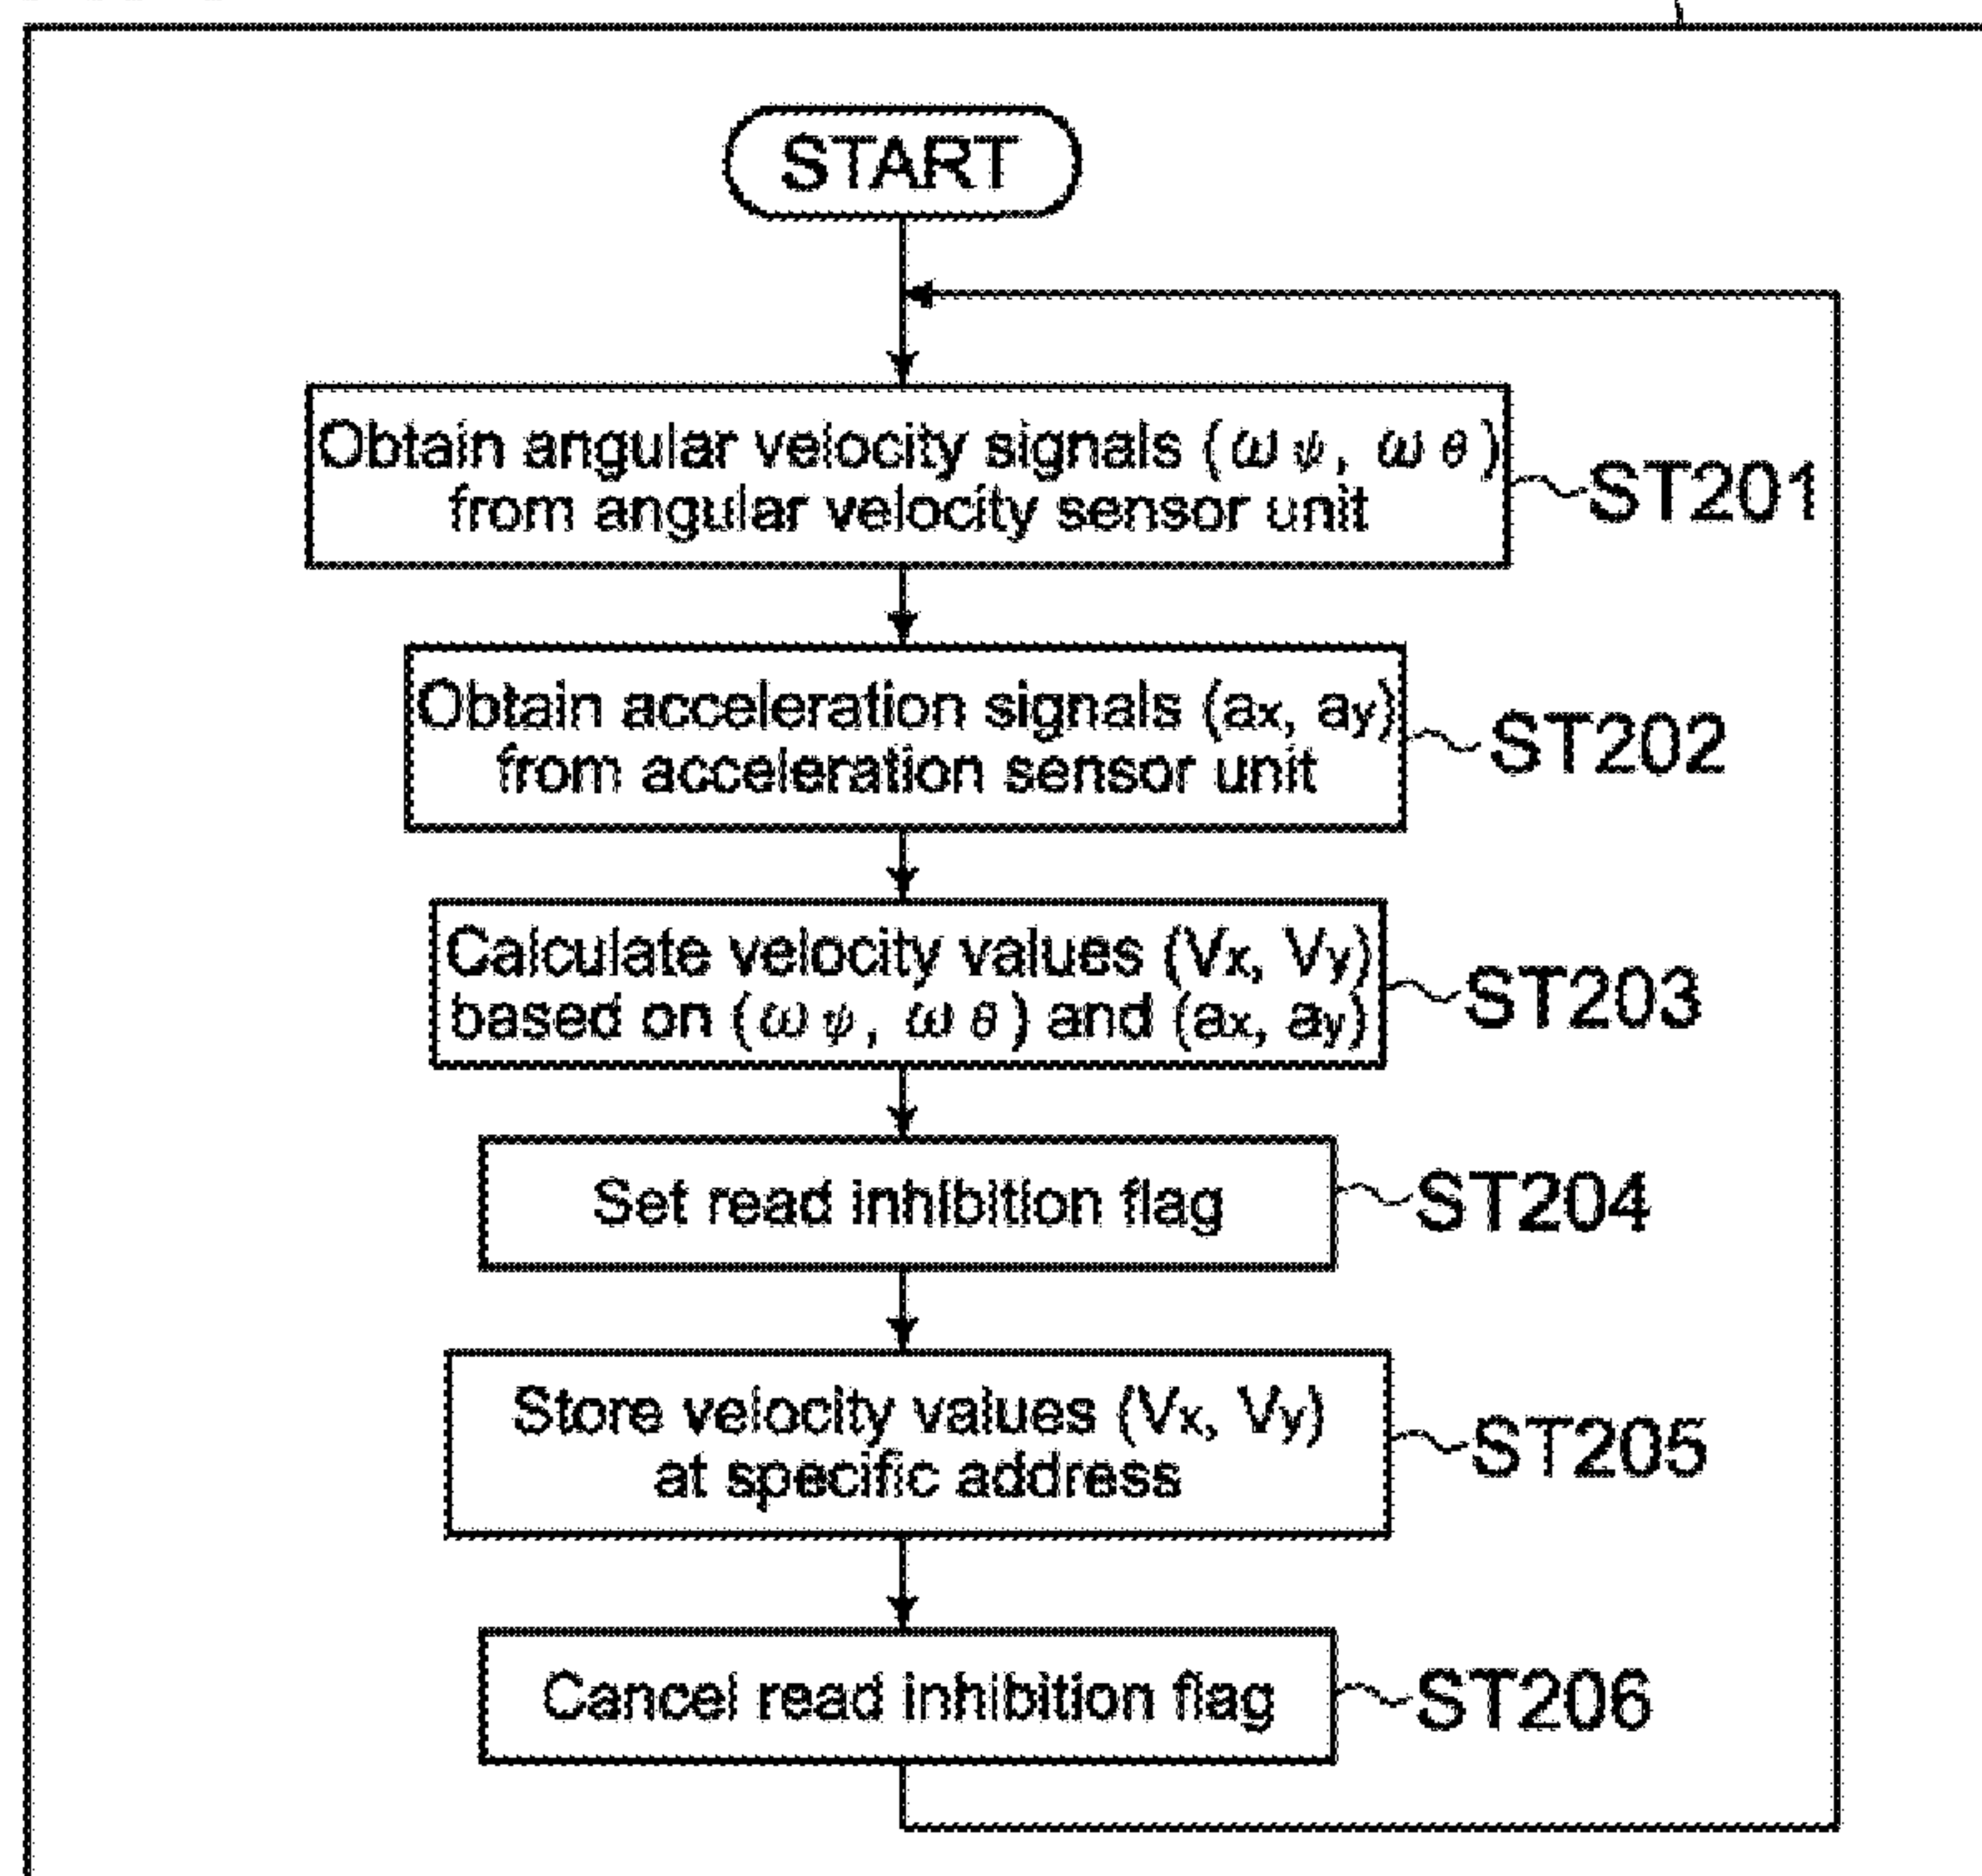 START
Obtain angular velocity signals (ωψ, ωθ)
from angular velocity sensor unit
ST201
Obtain acceleration signals (ax, ay)
from acceleration sensor unit
ST202
Calculate velocity values (Vx, Vy)
based on (ωψ, ωθ) and (ax, ay)
ST203
Set read inhibition flag
ST204
Store velocity values (Vx, Vy)
at specific address
ST205
Cancel read inhibition flag
ST206